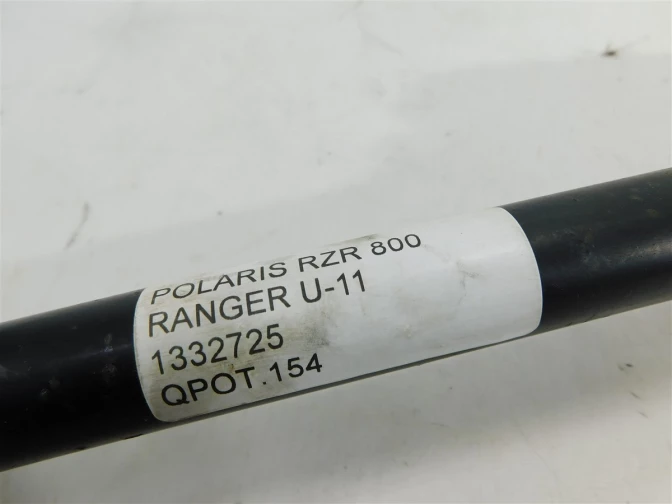 POLARIS RZR 800
RANGER U-11
1332725
QPOT.154